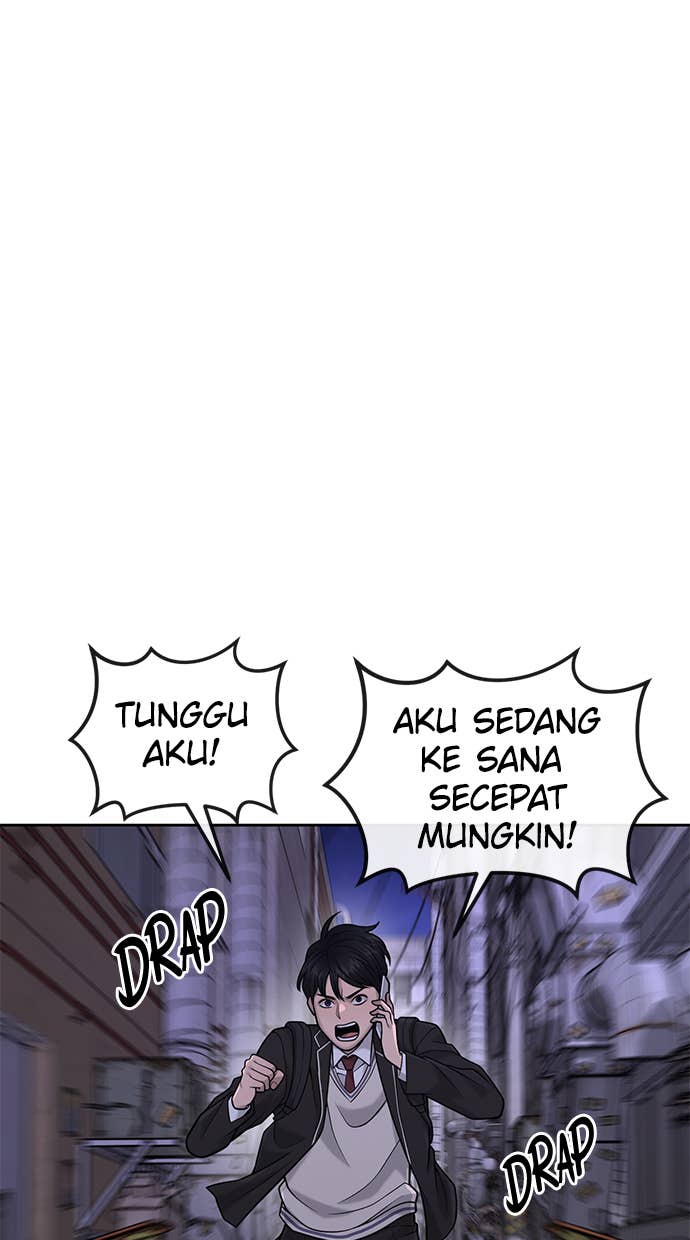 TUNGGU
AKU!
AKU SEDANG
KE SANA
SECEPAT
MUNGKIN!
DRAP
DRAP